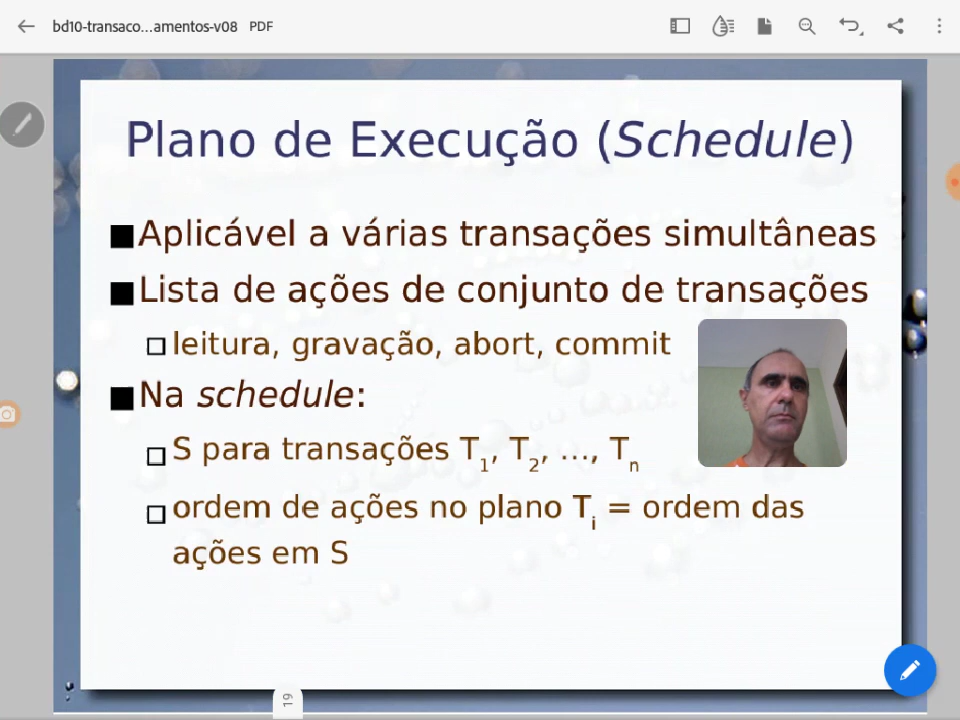 bd10-transaco...amentos-v08 PDF
Plano de Execução (Schedule)
Aplicável a várias transações simultâneas
Lista de ações de conjunto de transações
leitura, gravação, abort, commit
Na schedule:
S para transações T1, T2, ..., Tn
ordem de ações no plano Ti = ordem das
ações em S
19